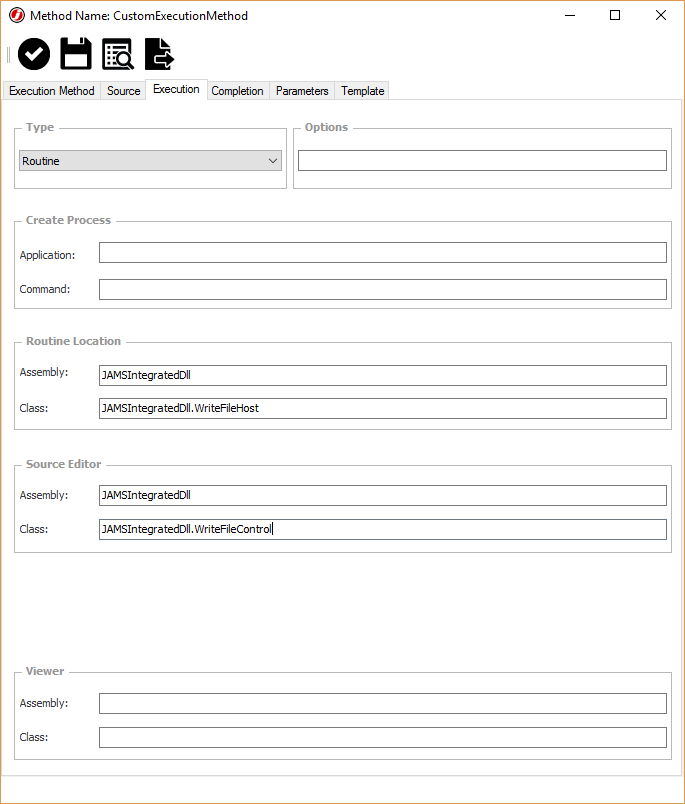 Method Name: CustomExecutionMethod
Execution Method Source Execution Completion Parameters Template
Type Options
Routine
Create Process
Application:
Command:
Routine Location
Assembly: JAMSIntegratedDll
Class: JAMSIntegratedDll.WriteFileHost
Source Editor
Assembly: JAMSIntegratedDll
Class: JAMSIntegratedDll.WriteFileControl
Viewer
Assembly:
Class: